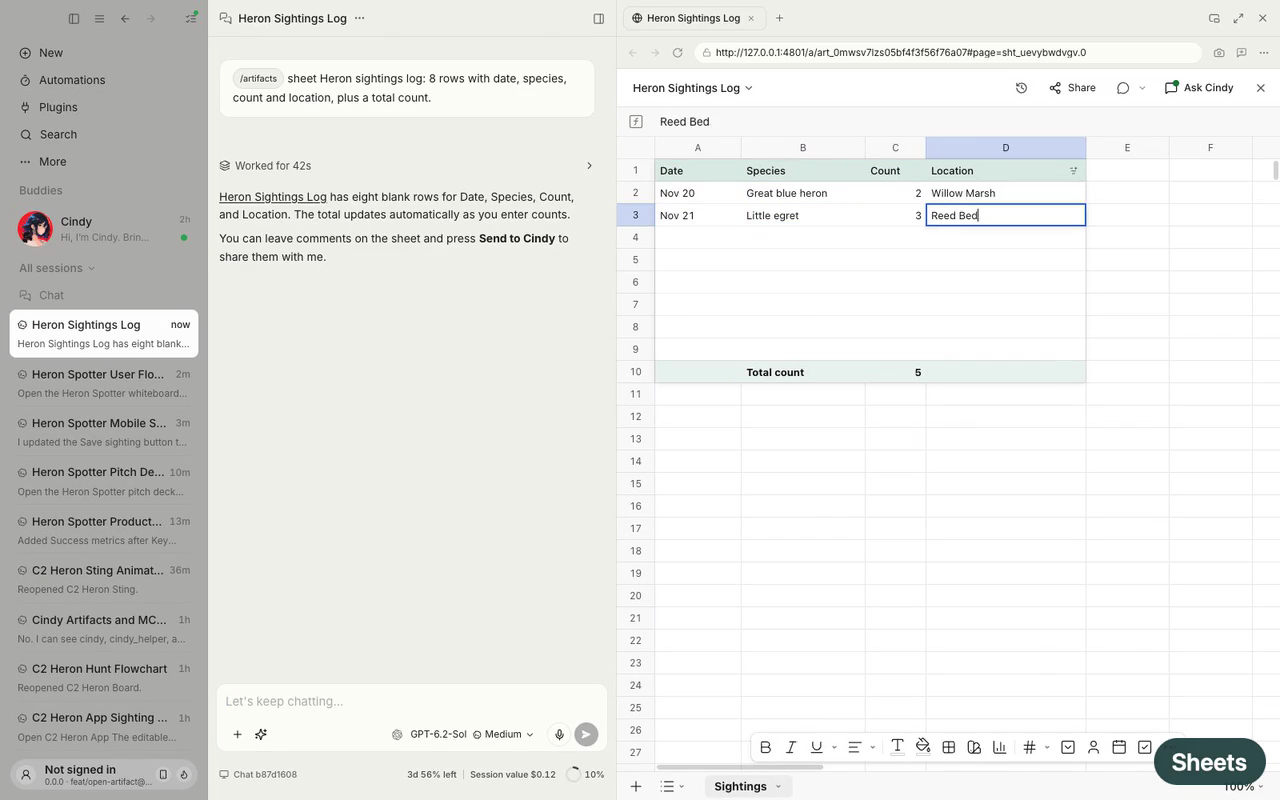 New
Automations
Plugins
Search
More
Buddies
Cindy 2h
Hi, I'm Cindy. Brin...
All sessions
Chat
Heron Sightings Log now
Heron Sightings Log has eight blank...
Heron Spotter User Flo... 2m
Open the Heron Spotter whiteboard...
Heron Spotter Mobile S... 3m
I updated the Save sighting button t...
Heron Spotter Pitch De... 10m
Open the Heron Spotter pitch deck...
Heron Spotter Product... 13m
Added Success metrics after Key...
C2 Heron Sting Animat... 36m
Reopened C2 Heron Sting.
Cindy Artifacts and MC... 1h
No. I can see cindy, cindy_helper, a...
C2 Heron Hunt Flowchart 1h
Reopened C2 Heron Board.
C2 Heron App Sighting ... 1h
Open C2 Heron App The editable...
Not signed in
0.0.0 · feat/open-artifact@...
Heron Sightings Log
/artifacts sheet Heron sightings log: 8 rows with date, species,
count and location, plus a total count.
Worked for 42s
Heron Sightings Log has eight blank rows for Date, Species, Count,
and Location. The total updates automatically as you enter counts.
You can leave comments on the sheet and press Send to Cindy to
share them with me.
Let's keep chatting...
GPT-6.2-Sol Medium
Chat b87d1608 3d 56% left Session value $0.12 10%
Heron Sightings Log
http://127.0.0.1:4801/a/art_0mwsv7lzs05bf4f3f56f76a07#page=sht_uevybwdvgv.0
Heron Sightings Log Share Ask Cindy
Reed Bed
A B C D E F
1 Date Species Count Location
2 Nov 20 Great blue heron 2 Willow Marsh
3 Nov 21 Little egret 3 Reed Bed
4
5
6
7
8
9
10 Total count 5
11
12
13
14
15
16
17
18
19
20
21
22
23
24
25
26
27
B I U T #
Sheets
Sightings 100%